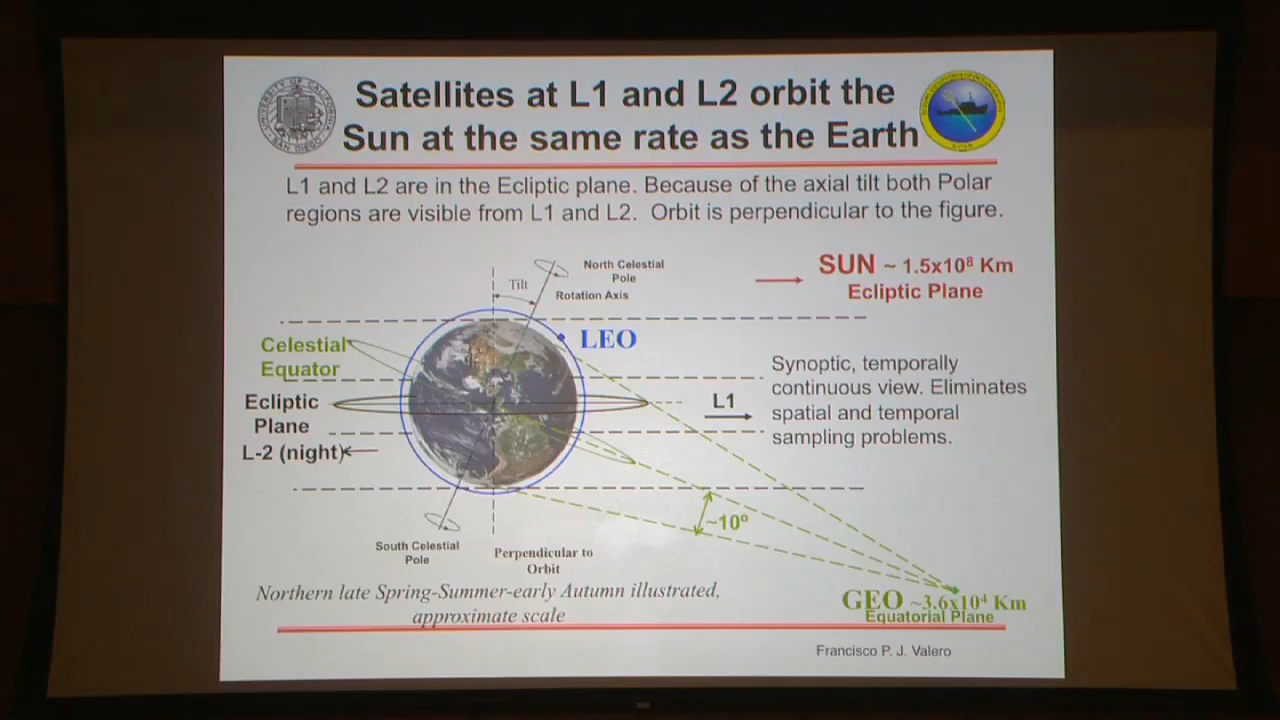 Satellites at L1 and L2 orbit the
Sun at the same rate as the Earth
UNIVERSITY OF CALIFORNIA
SAN DIEGO
L1 and L2 are in the Ecliptic plane. Because of the axial tilt both Polar
regions are visible from L1 and L2. Orbit is perpendicular to the figure.
SUN ~ 1.5x10⁸ Km
Ecliptic Plane
North Celestial
Pole
Tilt
Rotation Axis
LEO
Celestial
Equator
Ecliptic
Plane
L-2 (night)
L1
Synoptic, temporally
continuous view. Eliminates
spatial and temporal
sampling problems.
~10º
South Celestial
Pole
Perpendicular to
Orbit
Northern late Spring-Summer-early Autumn illustrated,
approximate scale
GEO ~3.6x10⁴ Km
Equatorial Plane
Francisco P. J. Valero